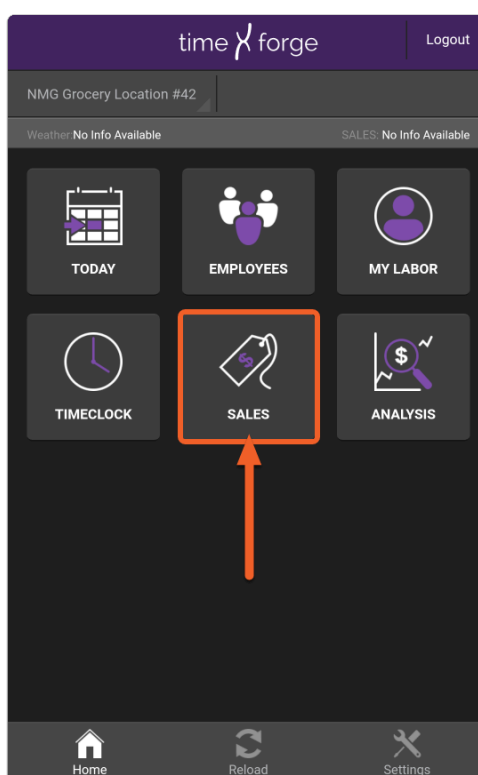 time forge
Logout
NMG Grocery Location #42
Weather:No Info Available
SALES: No Info Available
TODAY
EMPLOYEES
MY LABOR
$
$
TIMECLOCK
SALES
ANALYSIS
Home
Reload
Settings